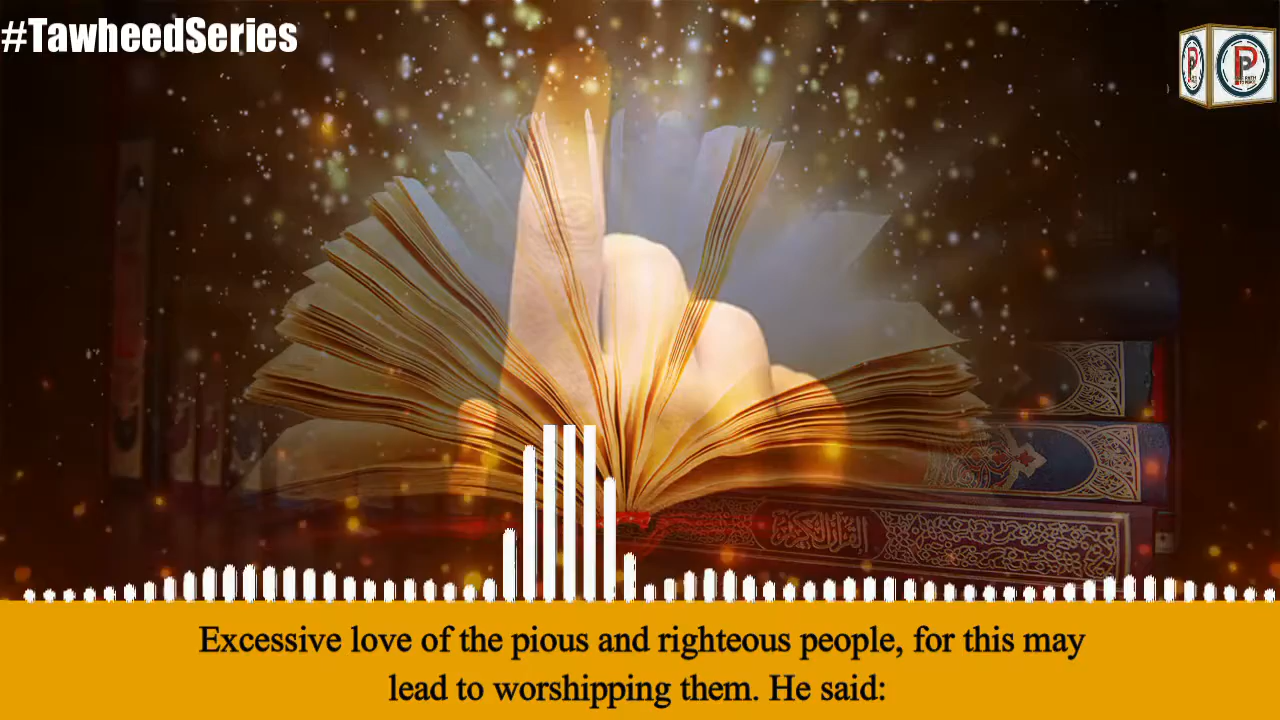 #TawheedSeries
القرآن الكريم
Excessive love of the pious and righteous people, for this may
lead to worshipping them. He said: